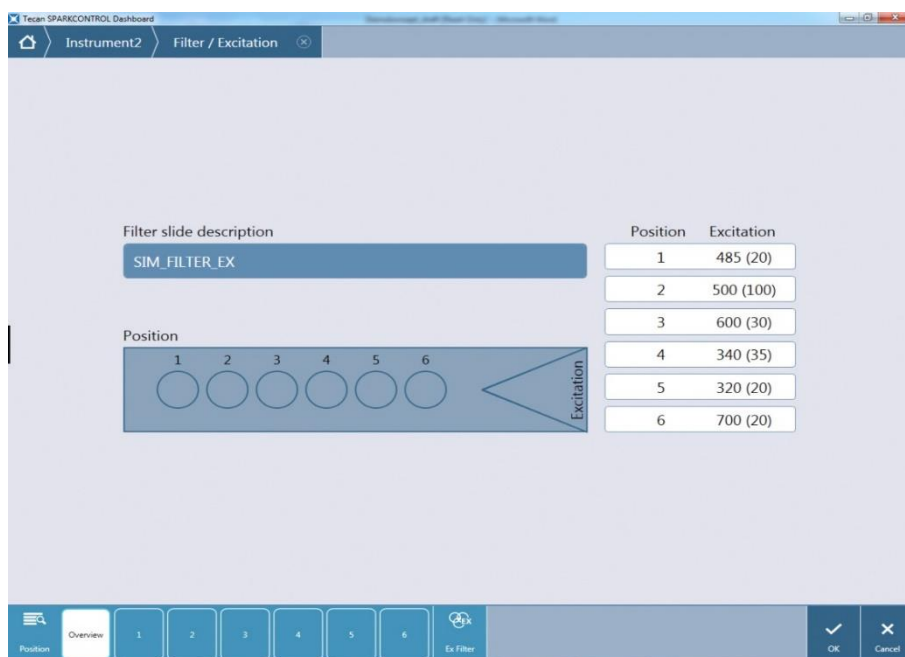 Tecan SPARKCONTROL Dashboard
Instrument2 Filter / Excitation
Filter slide description
SIM_FILTER_EX
Position
1 2 3 4 5 6
Excitation
Position Excitation
1 485 (20)
2 500 (100)
3 600 (30)
4 340 (35)
5 320 (20)
6 700 (20)
Position
Overview
1
2
3
4
5
6
EX
Ex Filter
OK
Cancel